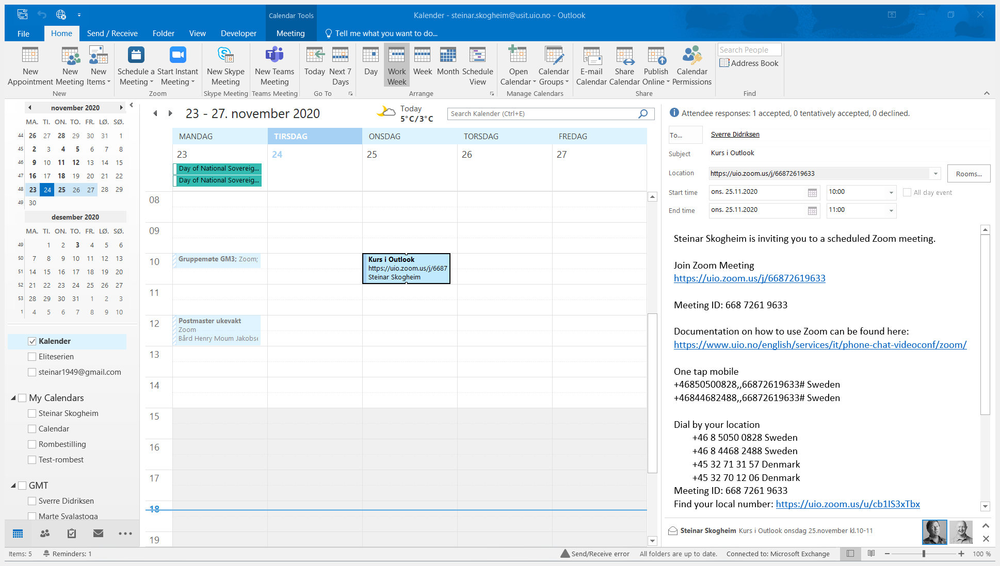 Calendar Tools
Kalender - steinar.skogheim@usit.uio.no - Outlook
File
Home
Send / Receive
Folder
View
Developer
Meeting
Tell me what you want to do...
New Appointment
New Meeting
New Items
New
Schedule a Meeting
Start Instant Meeting
Zoom
New Skype Meeting
Skype Meeting
New Teams Meeting
Teams Meeting
Today
Next 7 Days
Go To
Day
Work Week
Week
Month
Schedule View
Arrange
Open Calendar
Calendar Groups
Manage Calendars
E-mail Calendar
Share Calendar
Publish Online
Calendar Permissions
Share
Search People
Address Book
Find
november 2020
MA. TI. ON. TO. FR. LØ. SØ.
44 26 27 28 29 30 31 1
45 2 3 4 5 6 7 8
46 9 10 11 12 13 14 15
47 16 17 18 19 20 21 22
48 23 24 25 26 27 28 29
49 30
desember 2020
MA. TI. ON. TO. FR. LØ. SØ.
49 1 2 3 4 5 6
50 7 8 9 10 11 12 13
51 14 15 16 17 18 19 20
52 21 22 23 24 25 26 27
53 28 29 30 31 1 2 3
1 4 5 6 7 8 9 10
Kalender
Eliteserien
steinar1949@gmail.com
My Calendars
Steinar Skogheim
Calendar
Rombestilling
Test-rombest
GMT
Sverre Didriksen
Marte Svalastoga
23 - 27. november 2020
Today
5°C/3°C
Search Kalender (Ctrl+E)
MANDAG TIRSDAG ONSDAG TORSDAG FREDAG
23 24 25 26 27
Day of National Sovereig...
Day of National Sovereig...
08
09
10
Gruppemøte GM3; Zoom;
Kurs i Outlook
https://uio.zoom.us/j/6687
Steinar Skogheim
11
12
Postmaster ukevakt
Zoom
Bård Henry Moum Jakobse
13
14
15
16
17
18
19
Attendee responses: 1 accepted, 0 tentatively accepted, 0 declined.
To... Sverre Didriksen
Subject Kurs i Outlook
Location https://uio.zoom.us/j/66872619633 Rooms...
Start time ons. 25.11.2020 10:00 All day event
End time ons. 25.11.2020 11:00
Steinar Skogheim is inviting you to a scheduled Zoom meeting.
Join Zoom Meeting
https://uio.zoom.us/j/66872619633
Meeting ID: 668 7261 9633
Documentation on how to use Zoom can be found here:
https://www.uio.no/english/services/it/phone-chat-videoconf/zoom/
One tap mobile
+46850500828,,66872619633# Sweden
+46844682488,,66872619633# Sweden
Dial by your location
+46 8 5050 0828 Sweden
+46 8 4468 2488 Sweden
+45 32 71 31 57 Denmark
+45 32 70 12 06 Denmark
Meeting ID: 668 7261 9633
Find your local number: https://uio.zoom.us/u/cb1IS3xTbx
Steinar Skogheim Kurs i Outlook onsdag 25.november kl.10-11
Items: 5
Reminders: 1
Send/Receive error
All folders are up to date.
Connected to: Microsoft Exchange
100 %